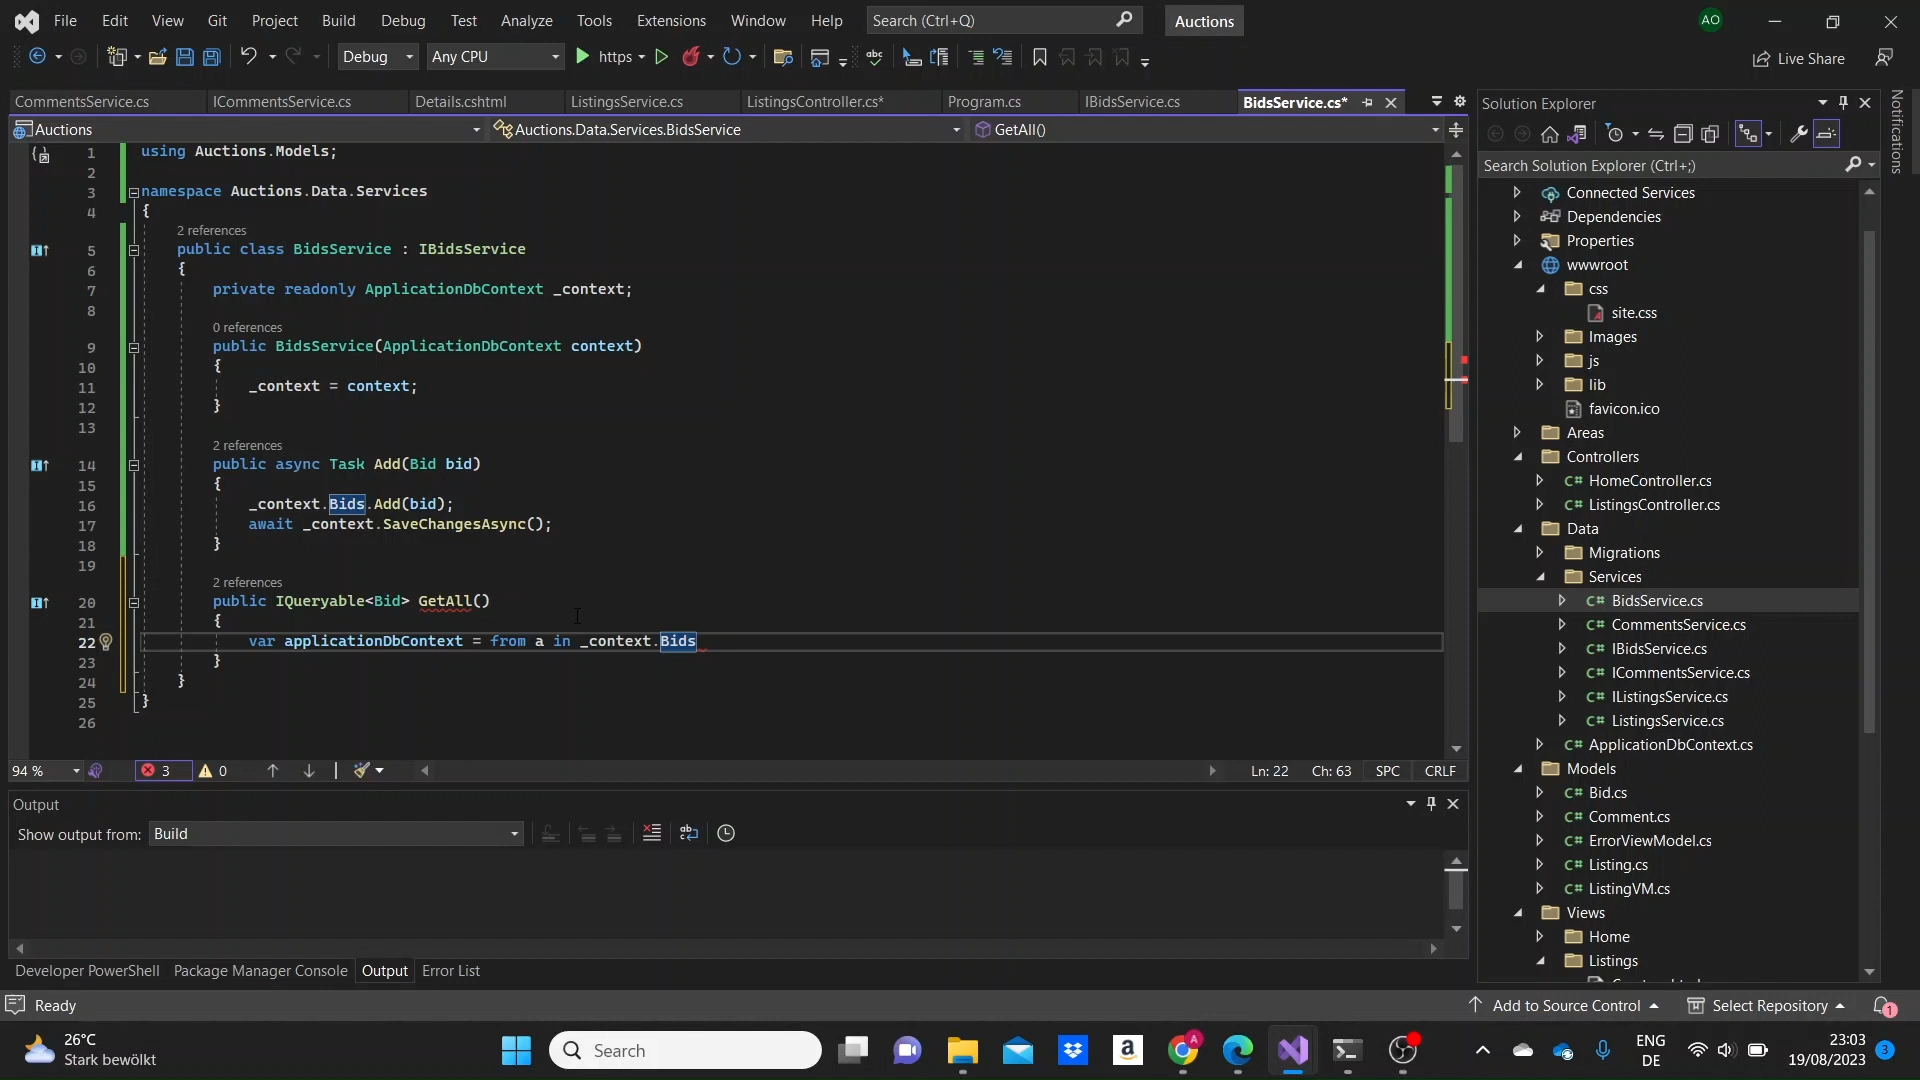 File Edit View Git Project Build Debug Test Analyze Tools Extensions Window Help Search (Ctrl+Q) Auctions AO
Debug Any CPU https Live Share
CommentsService.cs ICommentsService.cs Details.cshtml ListingsService.cs ListingsController.cs* Program.cs IBidsService.cs BidsService.cs*
Auctions Auctions.Data.Services.BidsService GetAll()
1 using Auctions.Models;
2
3 namespace Auctions.Data.Services
4 {
2 references
5 public class BidsService : IBidsService
6 {
7 private readonly ApplicationDbContext _context;
8
0 references
9 public BidsService(ApplicationDbContext context)
10 {
11 _context = context;
12 }
13
2 references
14 public async Task Add(Bid bid)
15 {
16 _context.Bids.Add(bid);
17 await _context.SaveChangesAsync();
18 }
19
2 references
20 public IQueryable<Bid> GetAll()
21 {
22 var applicationDbContext = from a in _context.Bids
23 }
24 }
25 }
26
94 % 3 0 Ln: 22 Ch: 63 SPC CRLF
Output
Show output from: Build
Developer PowerShell Package Manager Console Output Error List
Solution Explorer
Search Solution Explorer (Ctrl+;)
Connected Services
Dependencies
Properties
wwwroot
css
site.css
Images
js
lib
favicon.ico
Areas
Controllers
C# HomeController.cs
C# ListingsController.cs
Data
Migrations
Services
C# BidsService.cs
C# CommentsService.cs
C# IBidsService.cs
C# ICommentsService.cs
C# IListingsService.cs
C# ListingsService.cs
C# ApplicationDbContext.cs
Models
C# Bid.cs
C# Comment.cs
C# ErrorViewModel.cs
C# Listing.cs
C# ListingVM.cs
Views
Home
Listings
Notifications
Ready Add to Source Control Select Repository 1
26°C
Stark bewölkt
Search
A
a
ENG
DE
23:03
19/08/2023
3